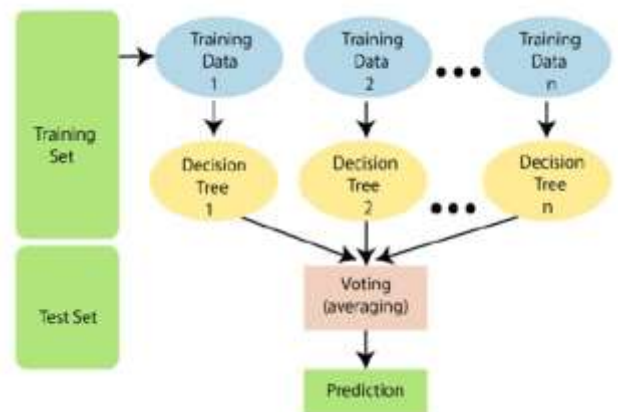 Training
Set
Test Set
Training
Data
1
Training
Data
2
Training
Data
n
Decision
Tree
1
Decision
Tree
2
Decision
Tree
n
Voting
(averaging)
Prediction